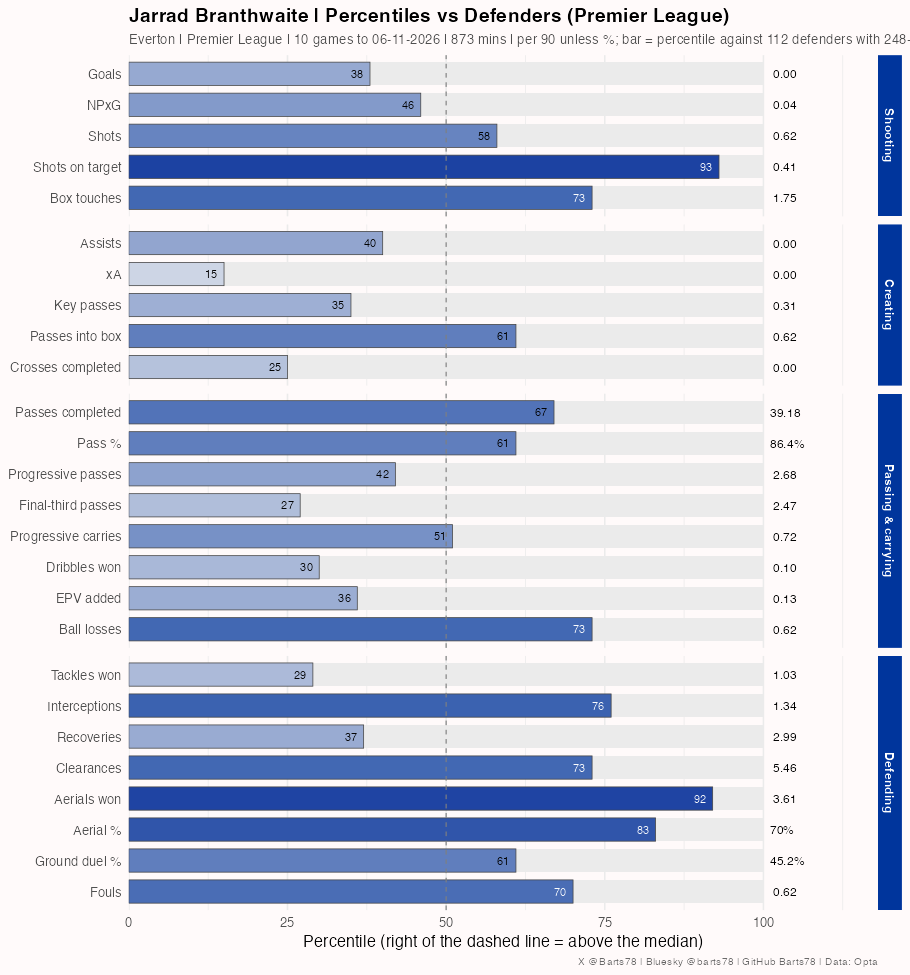 Jarrad Branthwaite | Percentiles vs Defenders (Premier League)
Everton | Premier League | 10 games to 06-11-2026 | 873 mins | per 90 unless %; bar = percentile against 112 defenders with 248-
Shooting
Goals 38 0.00
NPxG 46 0.04
Shots 58 0.62
Shots on target 93 0.41
Box touches 73 1.75
Creating
Assists 40 0.00
xA 15 0.00
Key passes 35 0.31
Passes into box 61 0.62
Crosses completed 25 0.00
Passing & carrying
Passes completed 67 39.18
Pass % 61 86.4%
Progressive passes 42 2.68
Final-third passes 27 2.47
Progressive carries 51 0.72
Dribbles won 30 0.10
EPV added 36 0.13
Ball losses 73 0.62
Defending
Tackles won 29 1.03
Interceptions 76 1.34
Recoveries 37 2.99
Clearances 73 5.46
Aerials won 92 3.61
Aerial % 83 70%
Ground duel % 61 45.2%
Fouls 70 0.62
0 25 50 75 100
Percentile (right of the dashed line = above the median)
X @Barts78 | Bluesky @barts78 | GitHub Barts78 | Data: Opta